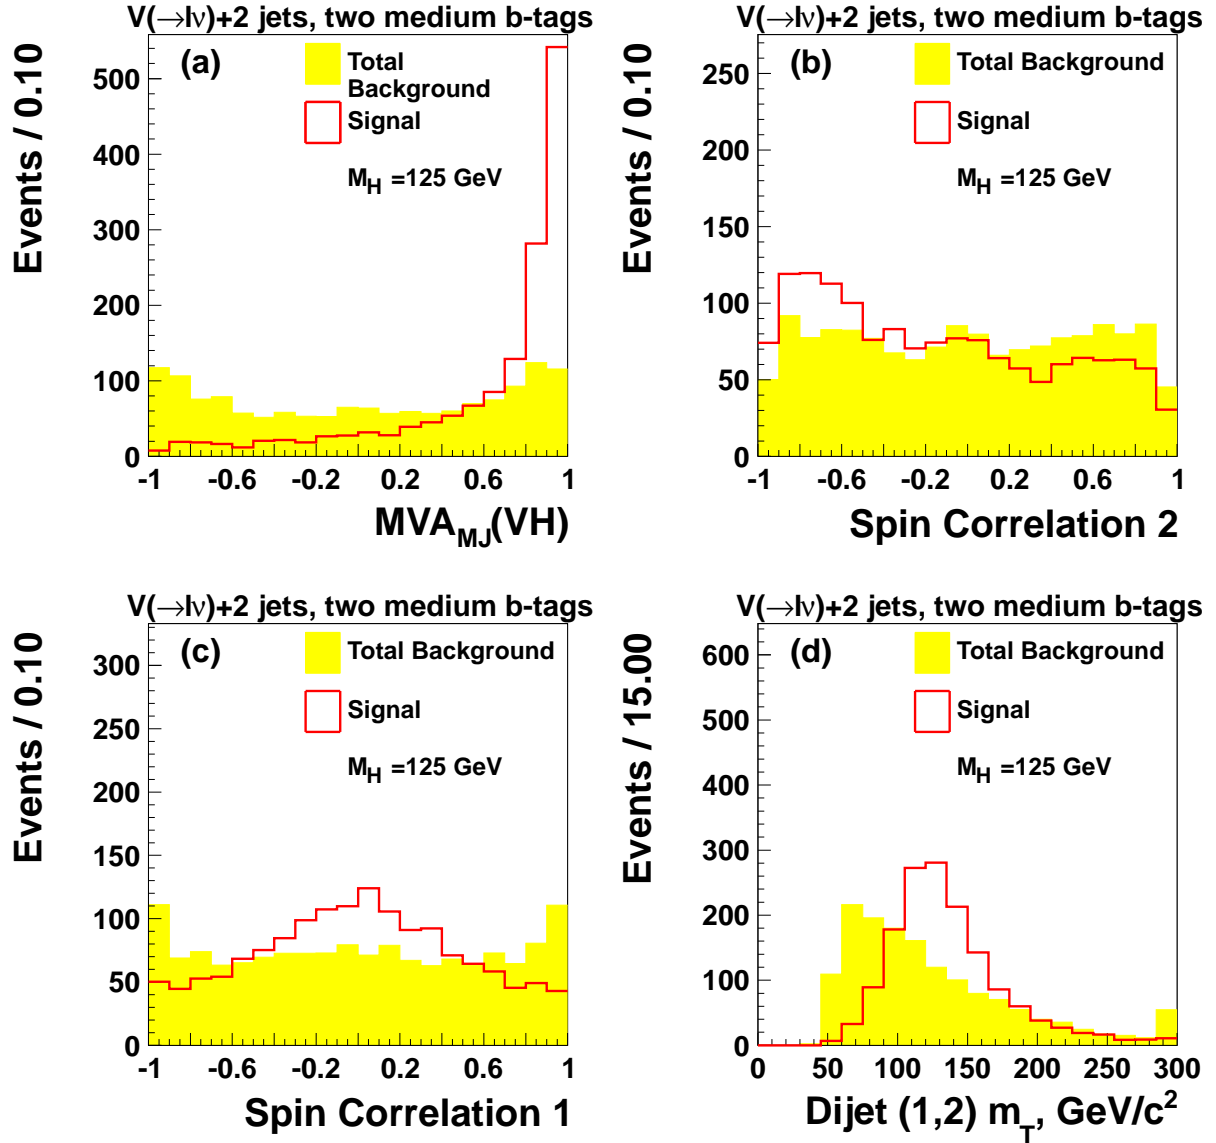 V(→lν)+2 jets, two medium b-tags
(a)
Total
Background
Signal
M_H =125 GeV
Events / 0.10
500
400
300
200
100
0
-1 -0.6 -0.2 0.2 0.6 1
MVA_MJ(VH)
V(→lν)+2 jets, two medium b-tags
(b)
Total Background
Signal
M_H =125 GeV
Events / 0.10
250
200
150
100
50
0
-1 -0.6 -0.2 0.2 0.6 1
Spin Correlation 2
V(→lν)+2 jets, two medium b-tags
(c)
Total Background
Signal
M_H =125 GeV
Events / 0.10
300
250
200
150
100
50
0
-1 -0.6 -0.2 0.2 0.6 1
Spin Correlation 1
V(→lν)+2 jets, two medium b-tags
(d)
Total Background
Signal
M_H =125 GeV
Events / 15.00
600
500
400
300
200
100
0
0 50 100 150 200 250 300
Dijet (1,2) m_T, GeV/c²